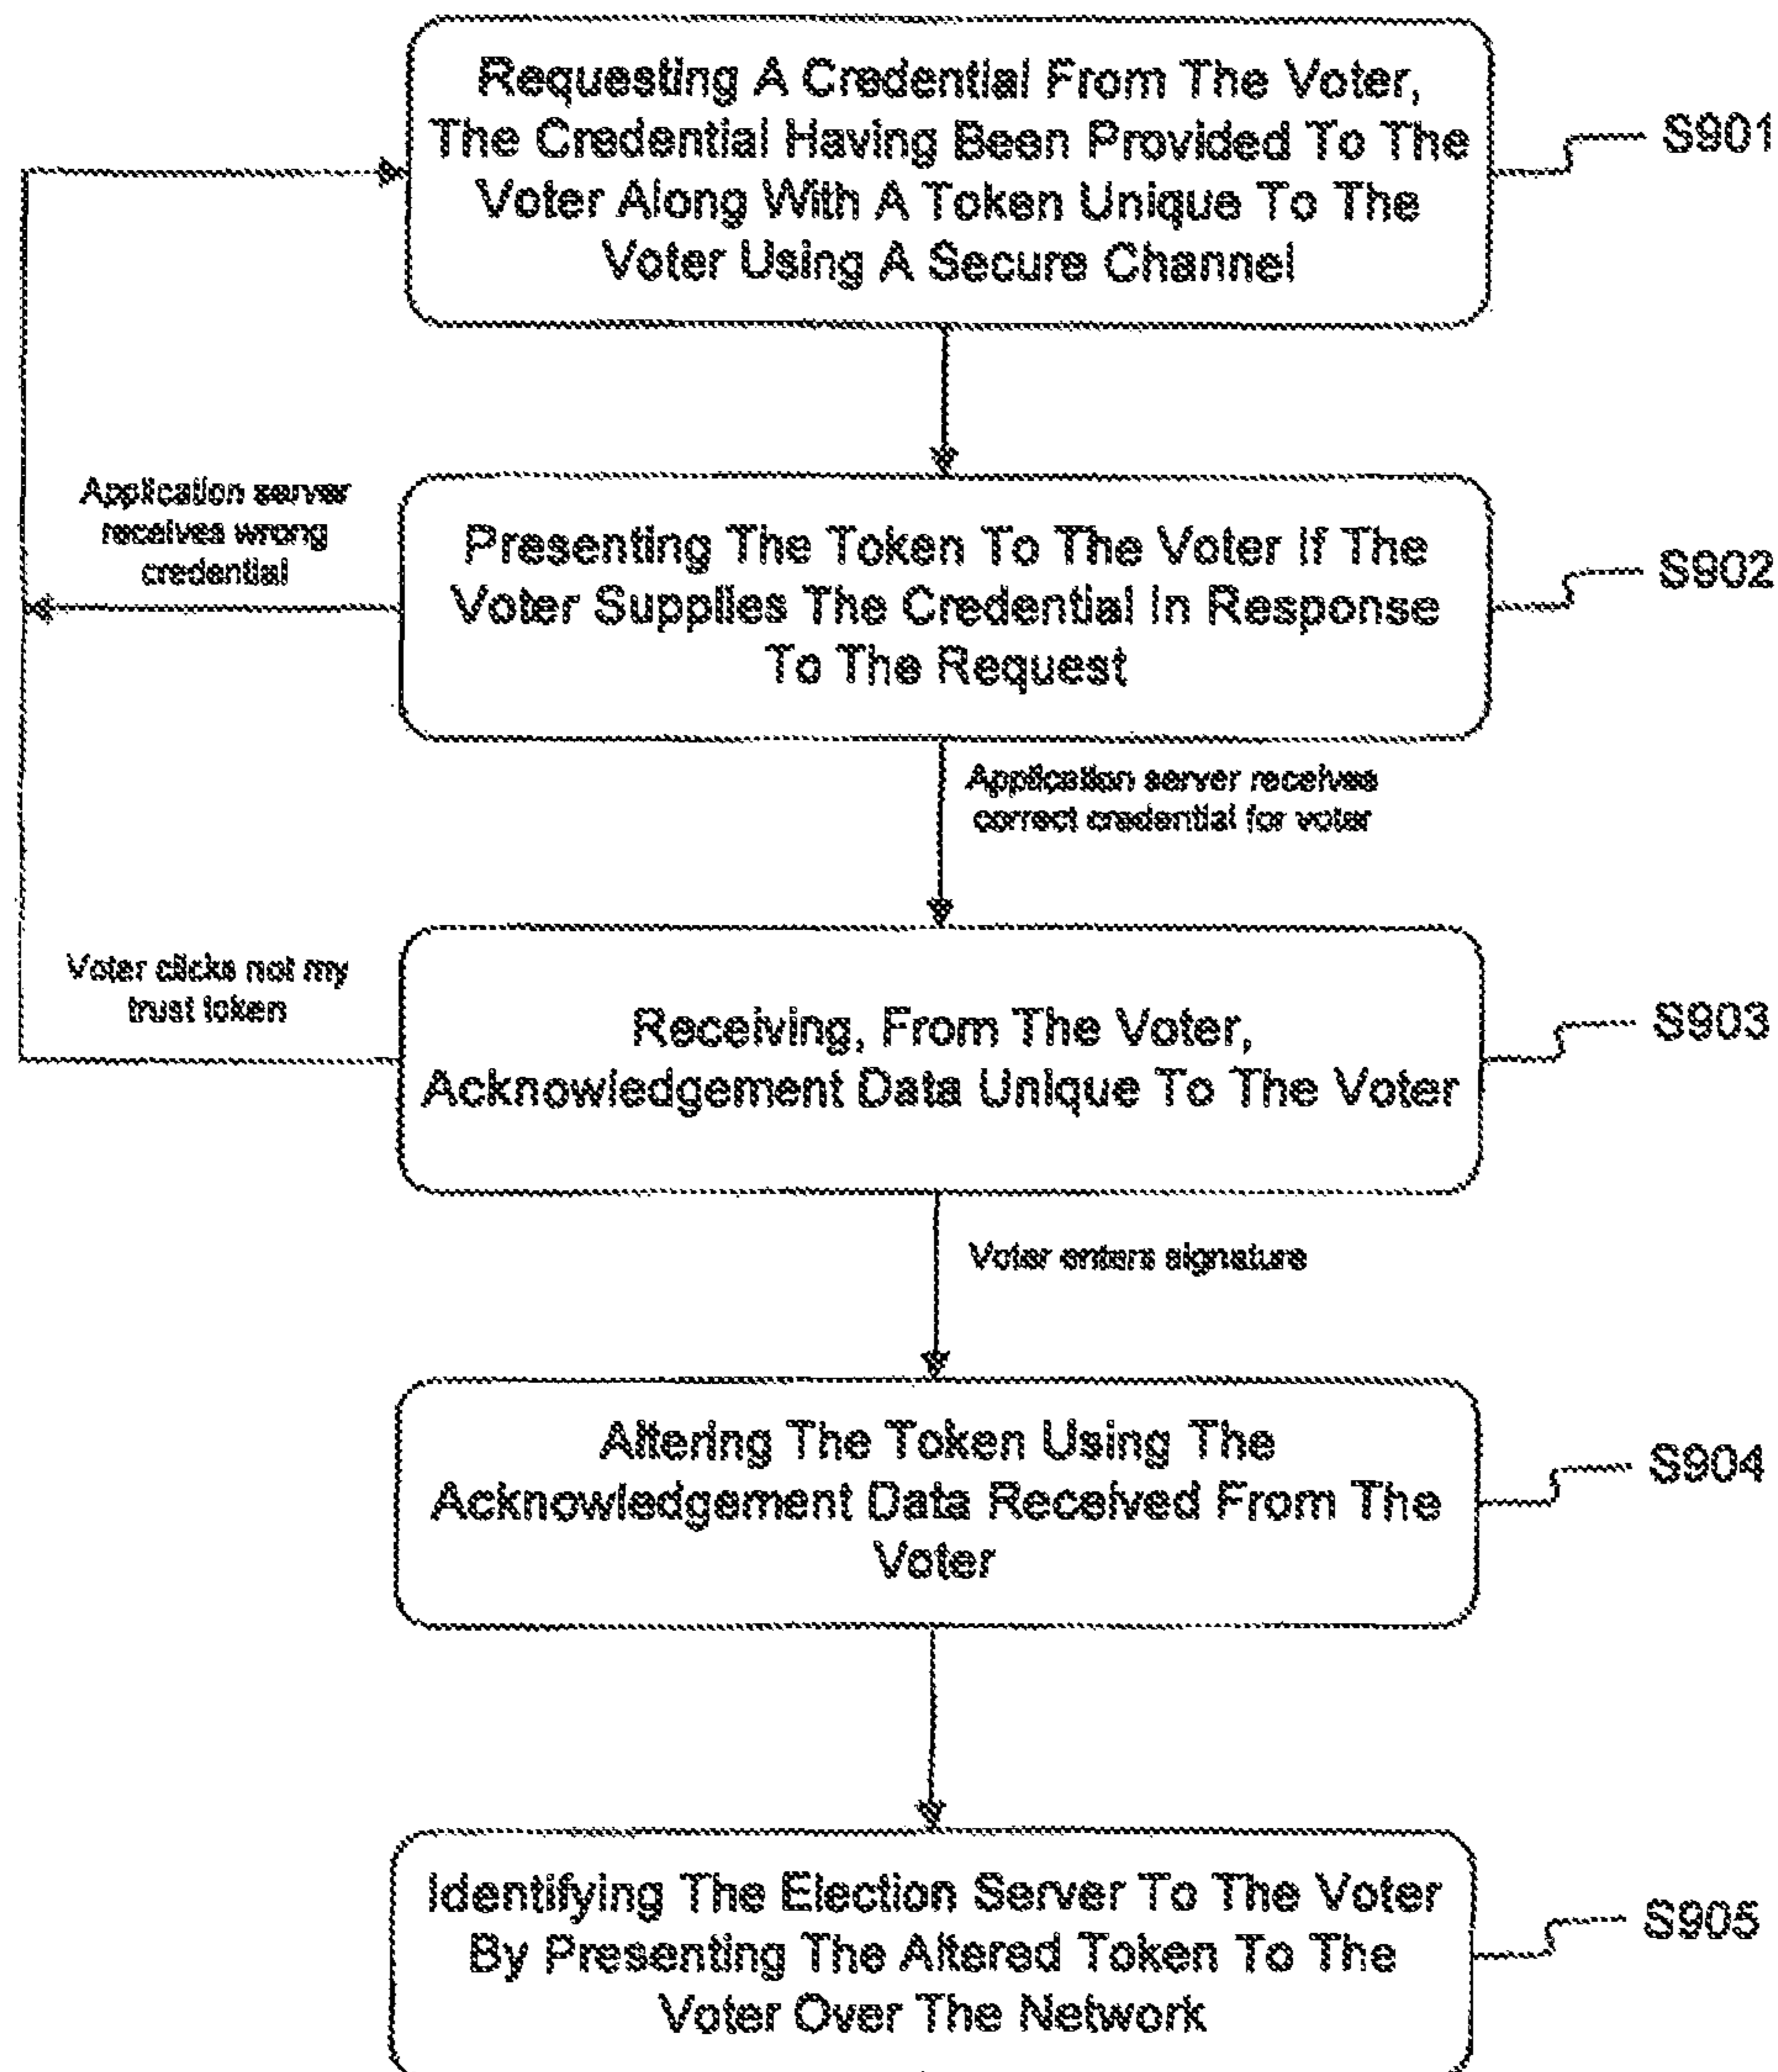 Requesting A Credential From The Voter,
The Credential Having Been Provided To The
Voter Along With A Token Unique To The
Voter Using A Secure Channel
S901
Application server
receives wrong
credential
Presenting The Token To The Voter If The
Voter Supplies The Credential In Response
To The Request
S902
Application server receives
correct credential for voter
Voter clicks not my
trust token
Receiving, From The Voter,
Acknowledgement Data Unique To The Voter
S903
Voter enters signature
Altering The Token Using The
Acknowledgement Data Received From The
Voter
S904
Identifying The Election Server To The Voter
By Presenting The Altered Token To The
Voter Over The Network
S905